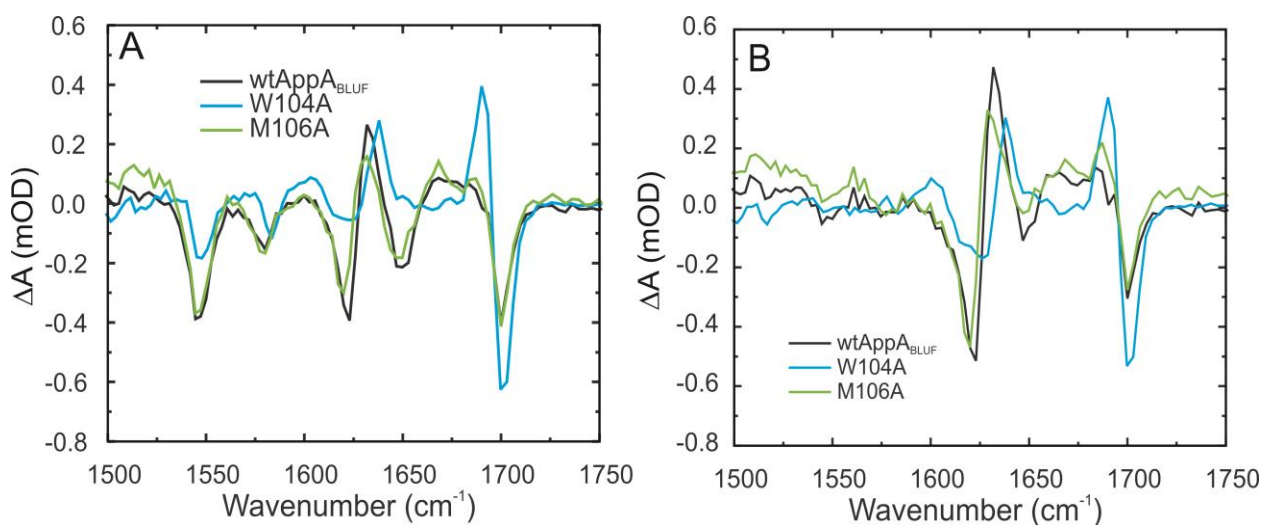 A
wtAppABLUF
W104A
M106A
0.6
0.4
0.2
0.0
-0.2
-0.4
-0.6
-0.8
ΔA (mOD)
1500 1550 1600 1650 1700 1750
Wavenumber (cm-1)
B
0.6
0.4
0.2
0.0
-0.2
-0.4
-0.6
-0.8
ΔA (mOD)
wtAppABLUF
W104A
M106A
1500 1550 1600 1650 1700 1750
Wavenumber (cm-1)